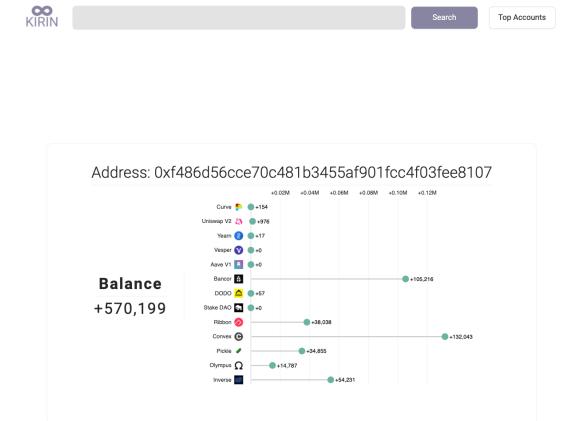 KIRIN
Search
Top Accounts
Address: 0xf486d56cce70c481b3455af901fcc4f03fee8107
+0.02M +0.04M +0.06M +0.08M +0.10M +0.12M
Curve +154
Uniswap V2 +976
Yearn +17
Vesper +0
Aave V1 +0
Bancor +105,216
DODO +57
Stake DAO +0
Ribbon +38,038
Convex +132,043
Pickle +34,855
Olympus +14,787
Inverse +54,231
Balance
+570,199